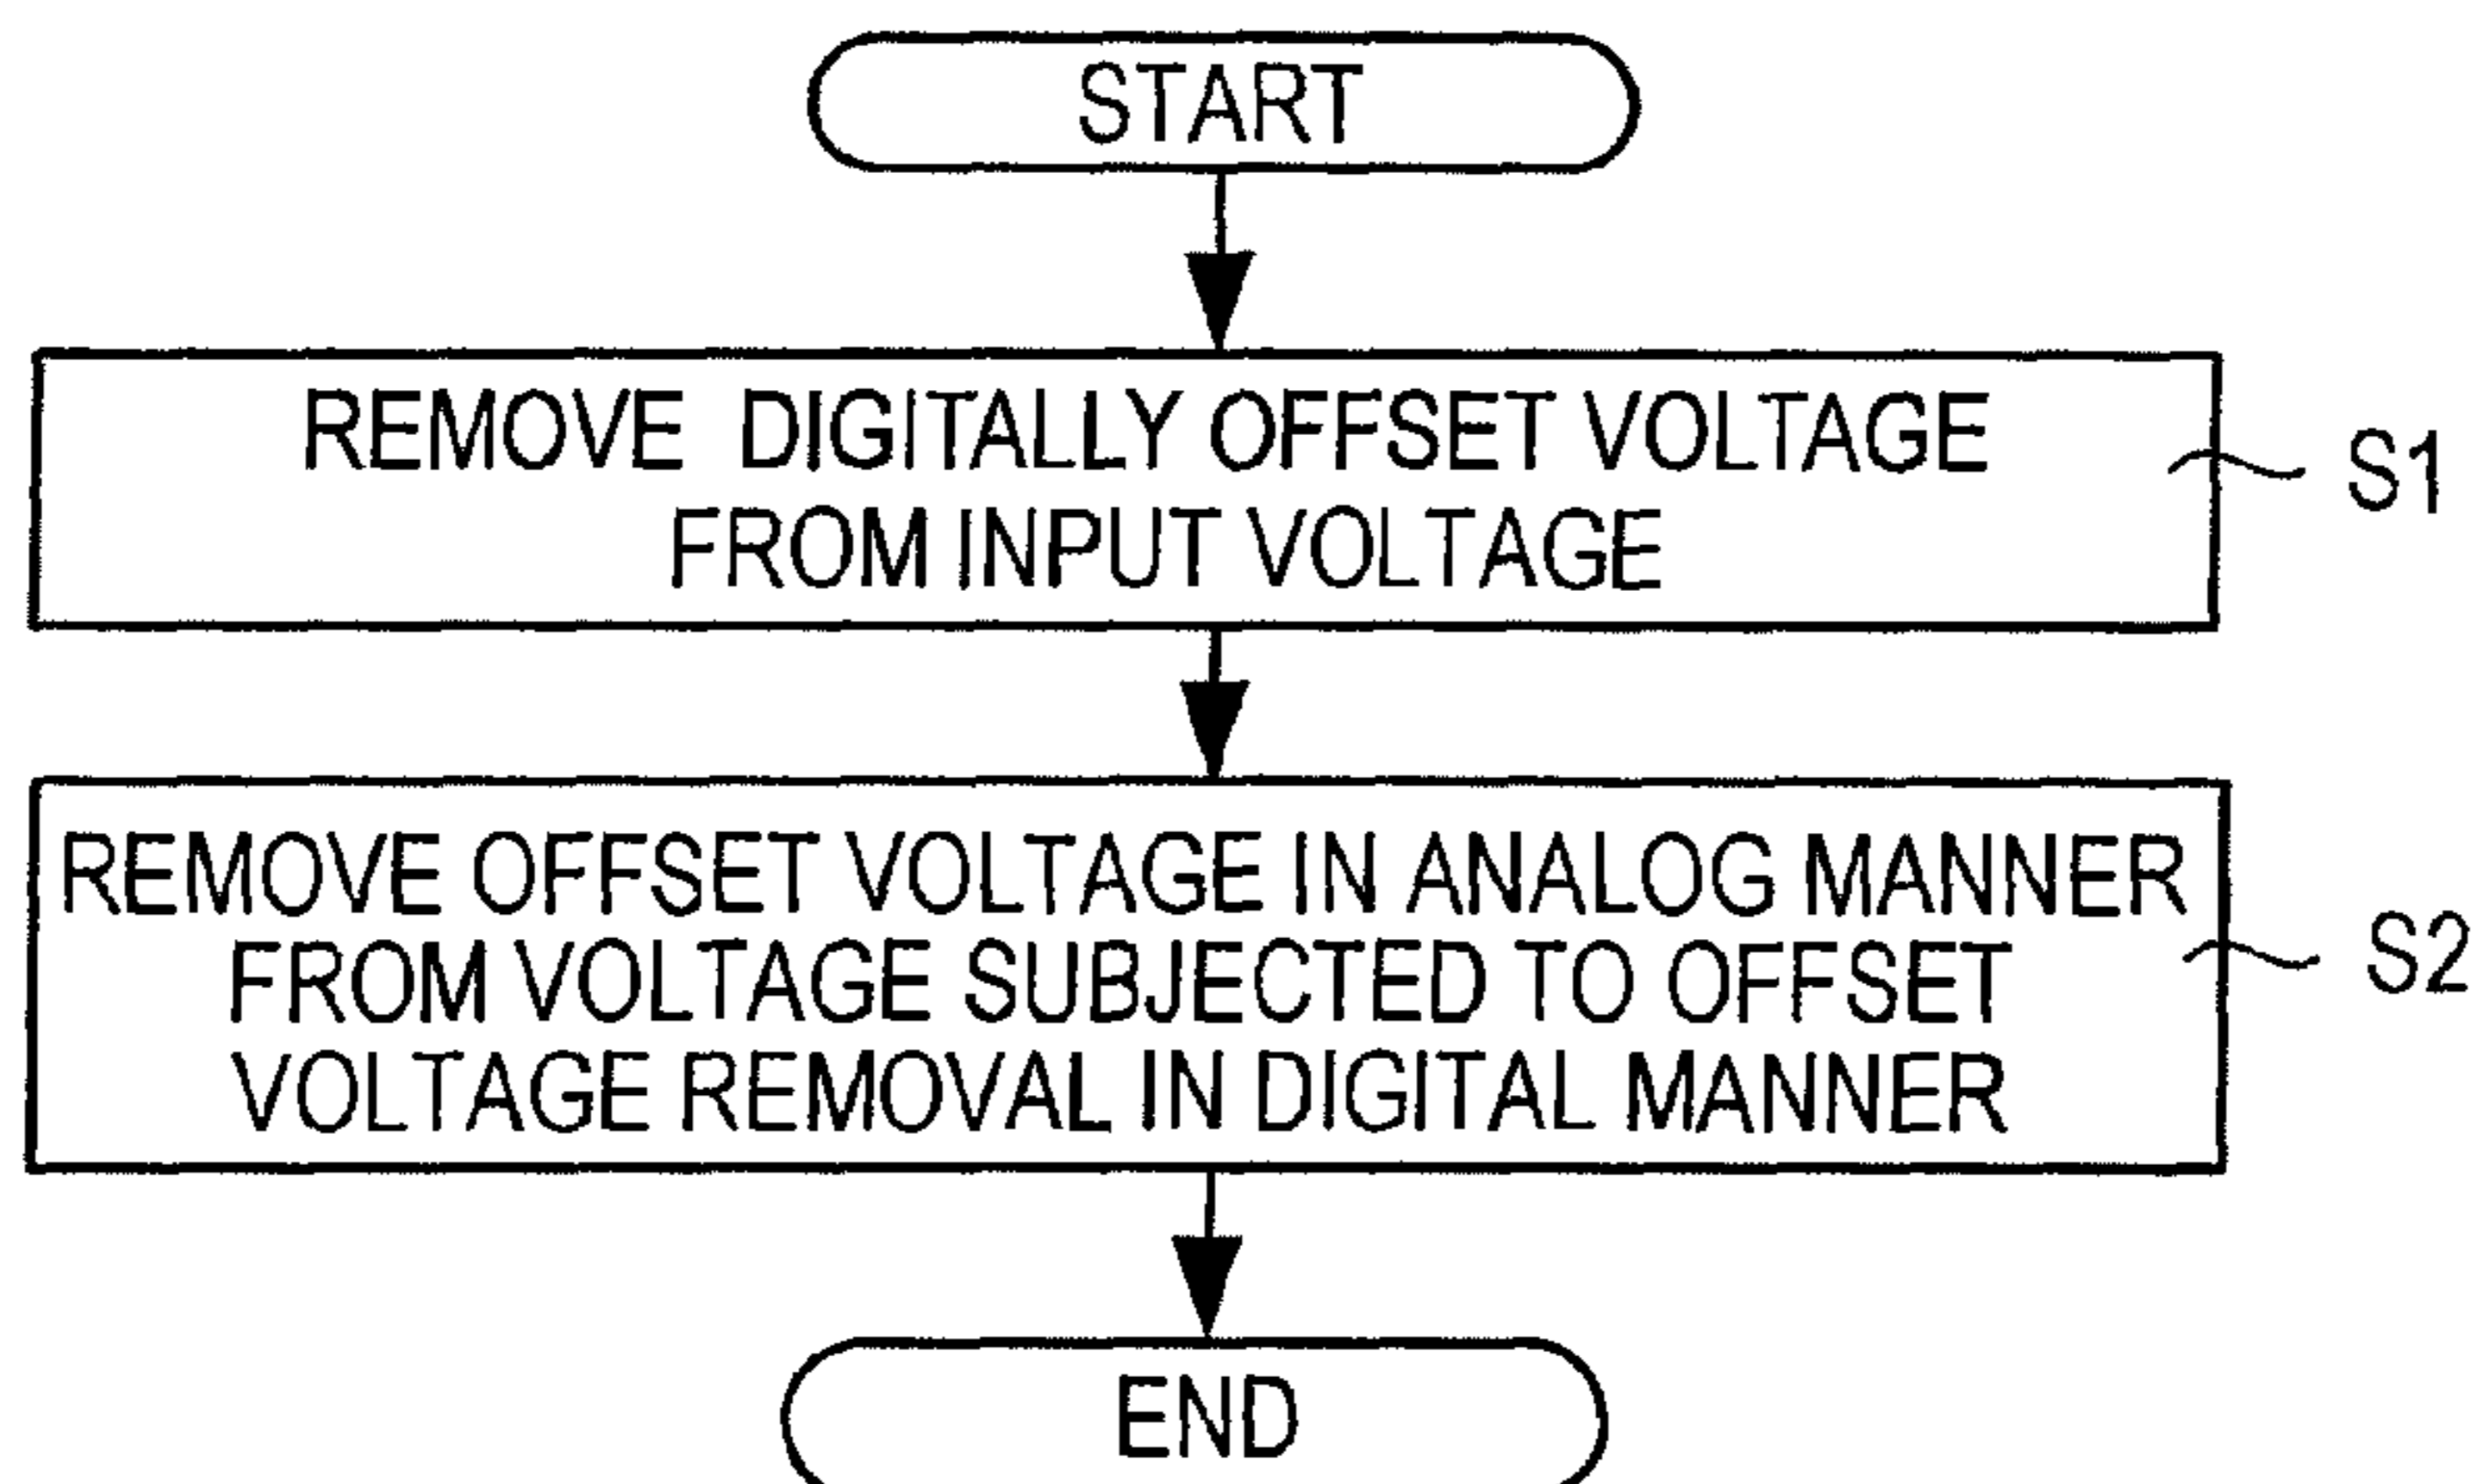 START
REMOVE DIGITALLY OFFSET VOLTAGE
FROM INPUT VOLTAGE
S1
REMOVE OFFSET VOLTAGE IN ANALOG MANNER
FROM VOLTAGE SUBJECTED TO OFFSET
VOLTAGE REMOVAL IN DIGITAL MANNER
S2
END